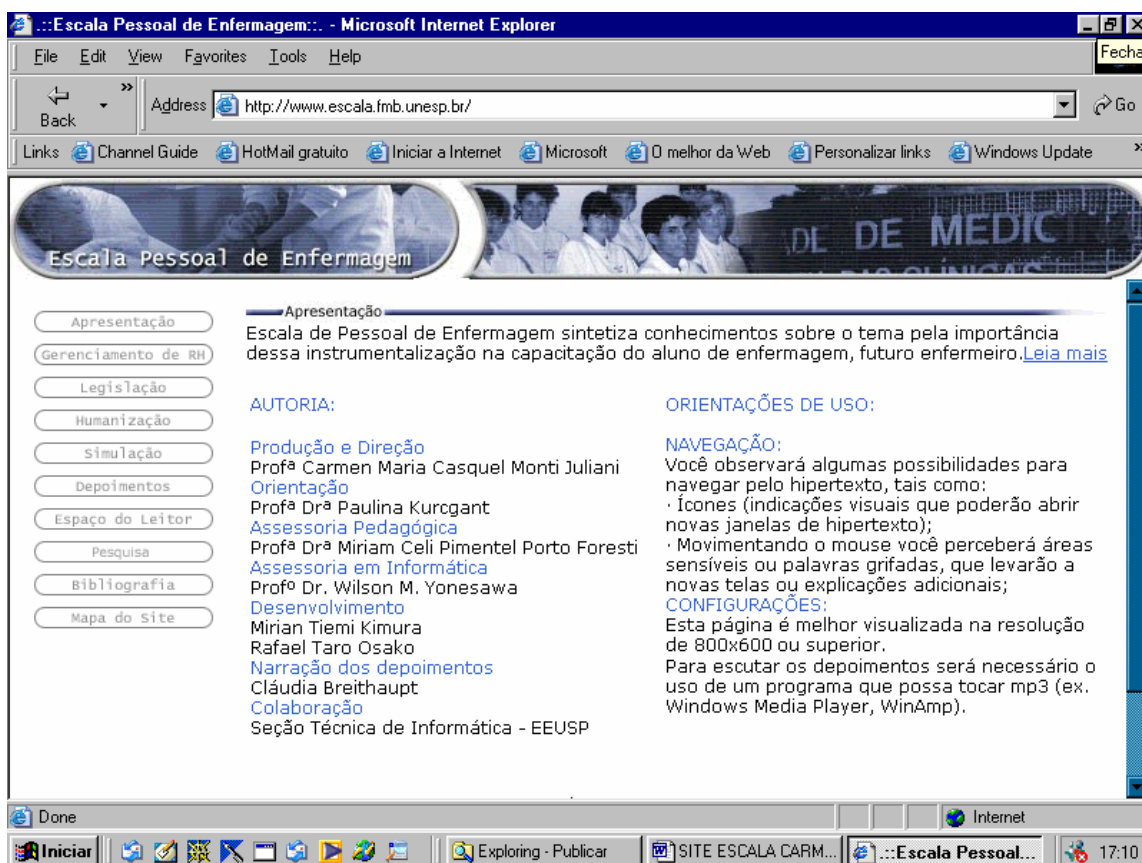 .::Escala Pessoal de Enfermagem::. - Microsoft Internet Explorer
File Edit View Favorites Tools Help
Fecha
Back
Address http://www.escala.fmb.unesp.br/ Go
Links Channel Guide HotMail gratuito Iniciar a Internet Microsoft O melhor da Web Personalizar links Windows Update
Escala Pessoal de Enfermagem
DE MEDIC
Apresentação
Gerenciamento de RH
Legislação
Humanização
Simulação
Depoimentos
Espaço do Leitor
Pesquisa
Bibliografia
Mapa do Site
Apresentação
Escala de Pessoal de Enfermagem sintetiza conhecimentos sobre o tema pela importância
dessa instrumentalização na capacitação do aluno de enfermagem, futuro enfermeiro.Leia mais
AUTORIA:
Produção e Direção
Profª Carmen Maria Casquel Monti Juliani
Orientação
Profª Drª Paulina Kurcgant
Assessoria Pedagógica
Profª Drª Miriam Celi Pimentel Porto Foresti
Assessoria em Informática
Profº Dr. Wilson M. Yonesawa
Desenvolvimento
Mirian Tiemi Kimura
Rafael Taro Osako
Narração dos depoimentos
Cláudia Breithaupt
Colaboração
Seção Técnica de Informática - EEUSP
ORIENTAÇÕES DE USO:
NAVEGAÇÃO:
Você observará algumas possibilidades para
navegar pelo hipertexto, tais como:
· Ícones (indicações visuais que poderão abrir
novas janelas de hipertexto);
· Movimentando o mouse você perceberá áreas
sensíveis ou palavras grifadas, que levarão a
novas telas ou explicações adicionais;
CONFIGURAÇÕES:
Esta página é melhor visualizada na resolução
de 800x600 ou superior.
Para escutar os depoimentos será necessário o
uso de um programa que possa tocar mp3 (ex.
Windows Media Player, WinAmp).
Done Internet
Iniciar Exploring - Publicar SITE ESCALA CARM... .::Escala Pessoal... 17:10